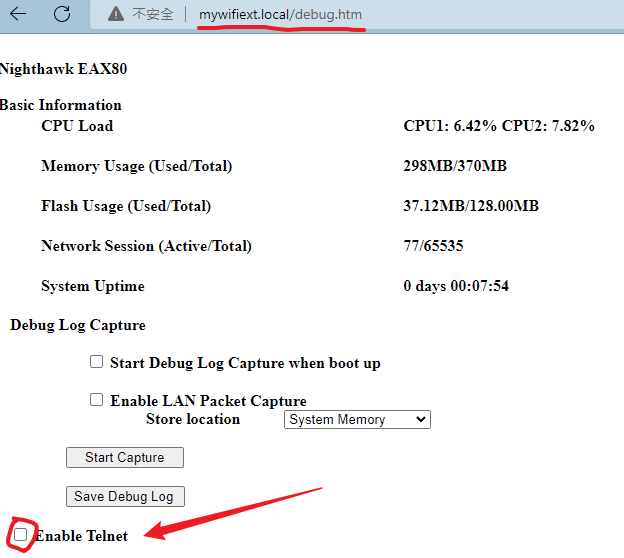 不安全 mywifiext.local/debug.htm
Nighthawk EAX80
Basic Information
CPU Load CPU1: 6.42% CPU2: 7.82%
Memory Usage (Used/Total) 298MB/370MB
Flash Usage (Used/Total) 37.12MB/128.00MB
Network Session (Active/Total) 77/65535
System Uptime 0 days 00:07:54
Debug Log Capture
Start Debug Log Capture when boot up
Enable LAN Packet Capture
Store location System Memory
Start Capture
Save Debug Log
Enable Telnet